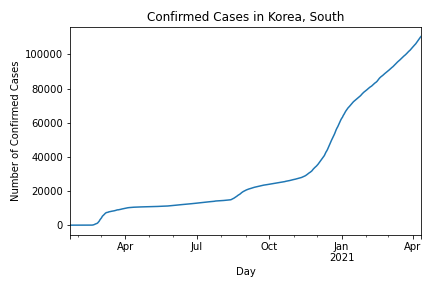 Confirmed Cases in Korea, South
Number of Confirmed Cases
100000
80000
60000
40000
20000
0
Apr Jul Oct Jan Apr
2021
Day